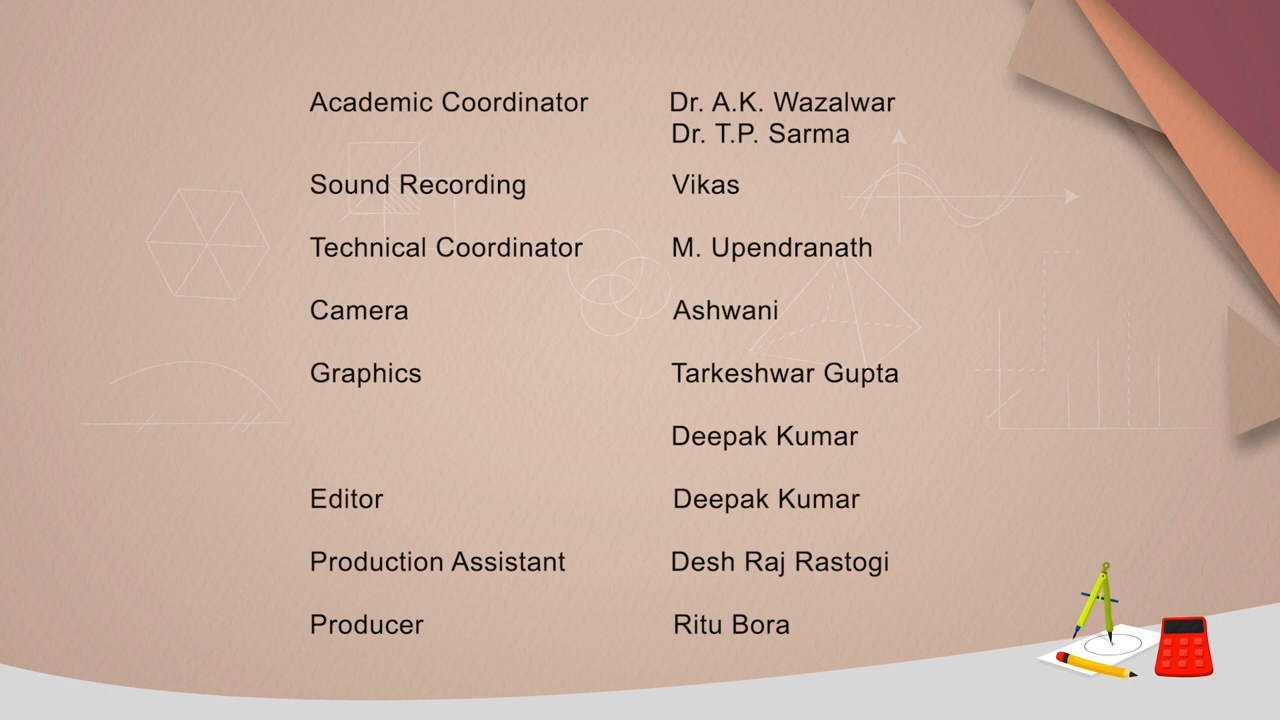 Academic Coordinator Dr. A.K. Wazalwar
Dr. T.P. Sarma
Sound Recording Vikas
Technical Coordinator M. Upendranath
Camera Ashwani
Graphics Tarkeshwar Gupta
Deepak Kumar
Editor Deepak Kumar
Production Assistant Desh Raj Rastogi
Producer Ritu Bora